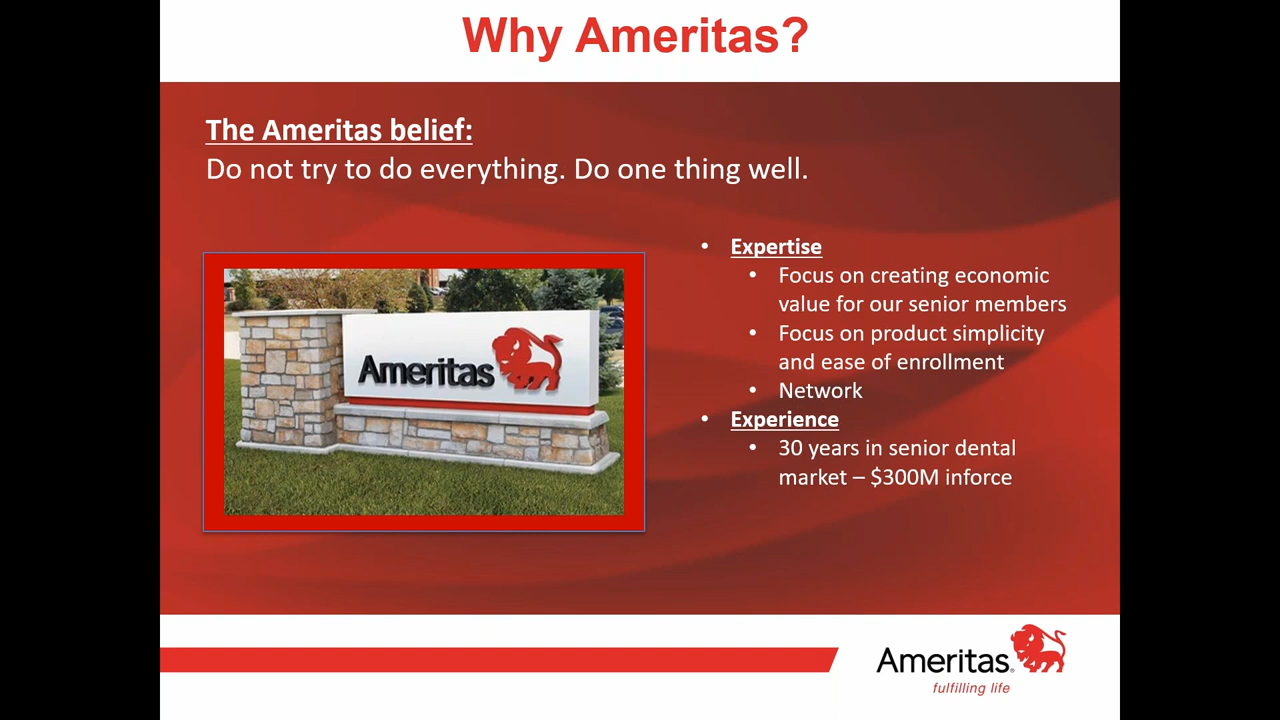 Why Ameritas?
The Ameritas belief:
Do not try to do everything. Do one thing well.
Ameritas
• Expertise
• Focus on creating economic
value for our senior members
• Focus on product simplicity
and ease of enrollment
• Network
• Experience
• 30 years in senior dental
market – $300M inforce
Ameritas®
fulfilling life